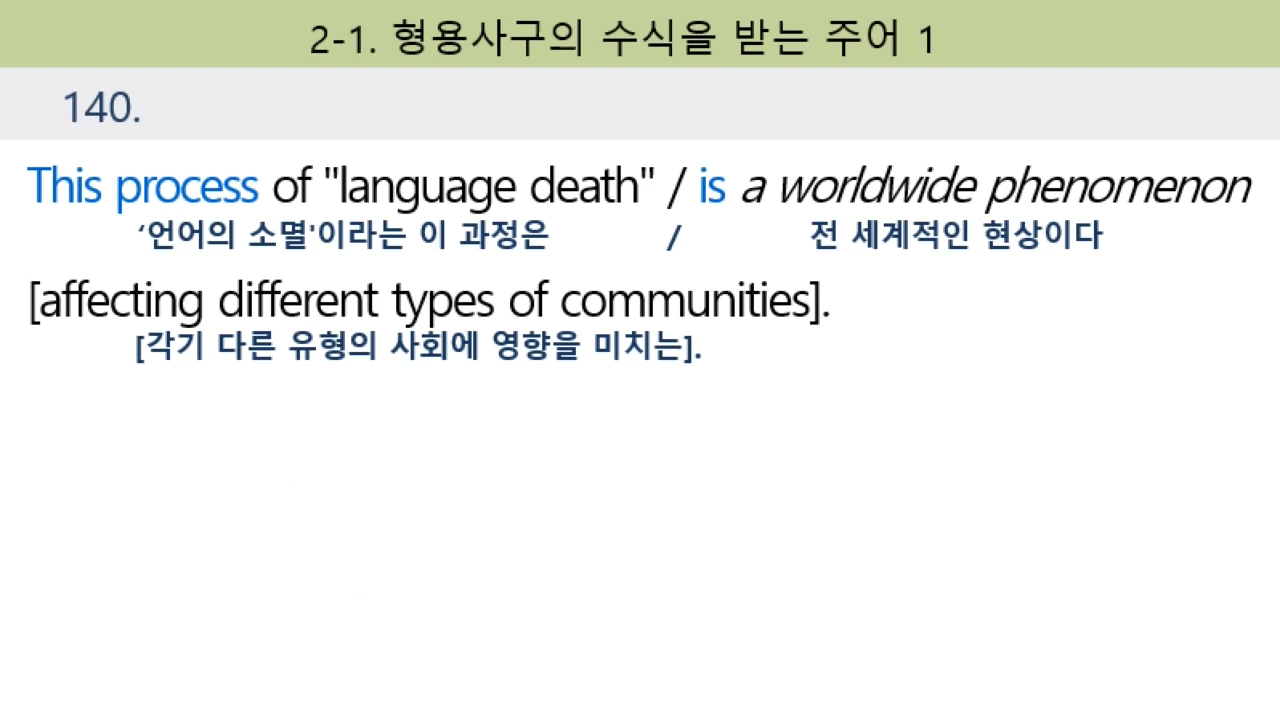 2-1. 형용사구의 수식을 받는 주어 1
140.
This process of "language death" / is a worldwide phenomenon
‘언어의 소멸'이라는 이 과정은 / 전 세계적인 현상이다
[affecting different types of communities].
[각기 다른 유형의 사회에 영향을 미치는].